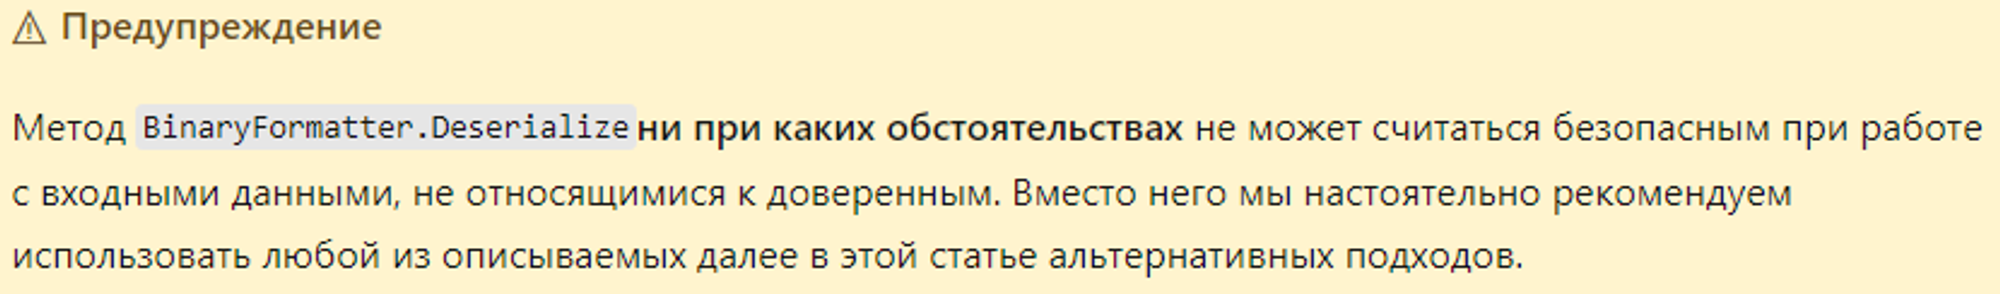 Предупреждение
Метод BinaryFormatter.Deserialize ни при каких обстоятельствах не может считаться безопасным при работе
с входными данными, не относящимися к доверенным. Вместо него мы настоятельно рекомендуем
использовать любой из описываемых далее в этой статье альтернативных подходов.